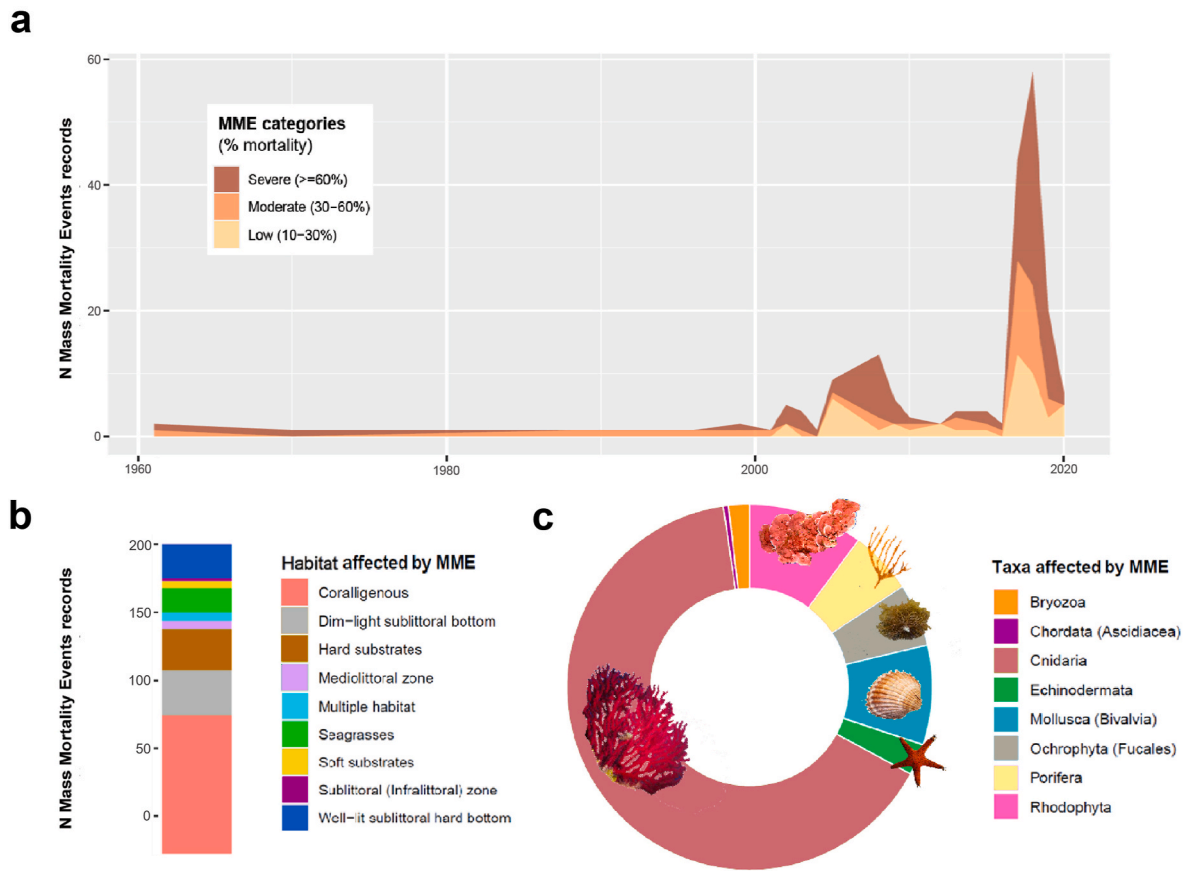 a
N Mass Mortality Events records
60
40
20
0
MME categories
(% mortality)
Severe (>=60%)
Moderate (30−60%)
Low (10−30%)
1960
1980
2000
2020
b
N Mass Mortality Events records
200
150
100
50
0
Habitat affected by MME
Coralligenous
Dim−light sublittoral bottom
Hard substrates
Mediolittoral zone
Multiple habitat
Seagrasses
Soft substrates
Sublittoral (Infralittoral) zone
Well−lit sublittoral hard bottom
c
Taxa affected by MME
Bryozoa
Chordata (Ascidiacea)
Cnidaria
Echinodermata
Mollusca (Bivalvia)
Ochrophyta (Fucales)
Porifera
Rhodophyta